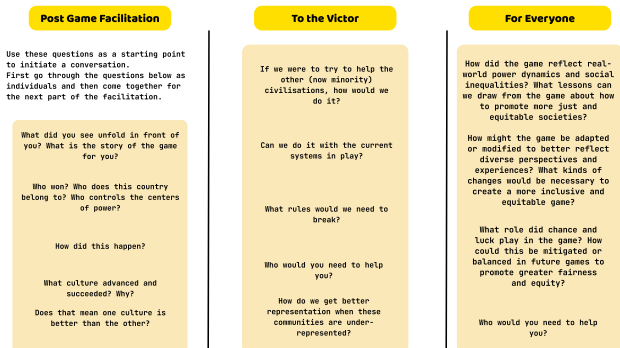 Post Game Facilitation
Use these questions as a starting point
to initiate a conversation.
First go through the questions below as
individuals and then come together for
the next part of the facilitation.
What did you see unfold in front of
you? What is the story of the game
for you?
Who won? Who does this country
belong to? Who controls the centers
of power?
How did this happen?
What culture advanced and
succeeded? Why?
Does that mean one culture is
better than the other?
To the Victor
If we were to try to help the
other (now minority)
civilisations, how would we
do it?
Can we do it with the current
systems in play?
What rules would we need to
break?
Who would you need to help
you?
How do we get better
representation when these
communities are under-
represented?
For Everyone
How did the game reflect real-
world power dynamics and social
inequalities? What lessons can
we draw from the game about how
to promote more just and
equitable societies?
How might the game be adapted
or modified to better reflect
diverse perspectives and
experiences? What kinds of
changes would be necessary to
create a more inclusive and
equitable game?
What role did chance and
luck play in the game? How
could this be mitigated or
balanced in future games to
promote greater fairness
and equity?
Who would you need to help
you?